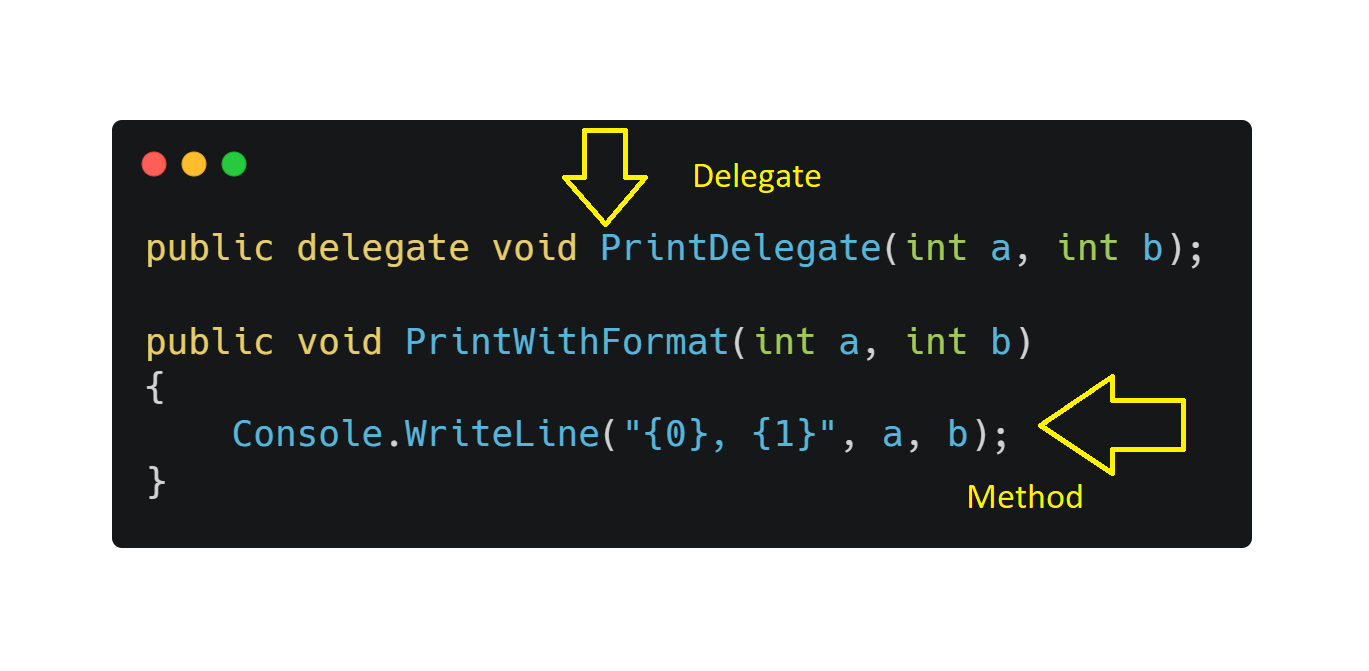 Delegate
public delegate void PrintDelegate(int a, int b);
public void PrintWithFormat(int a, int b)
{
    Console.WriteLine("{0}, {1}", a, b);
}
Method